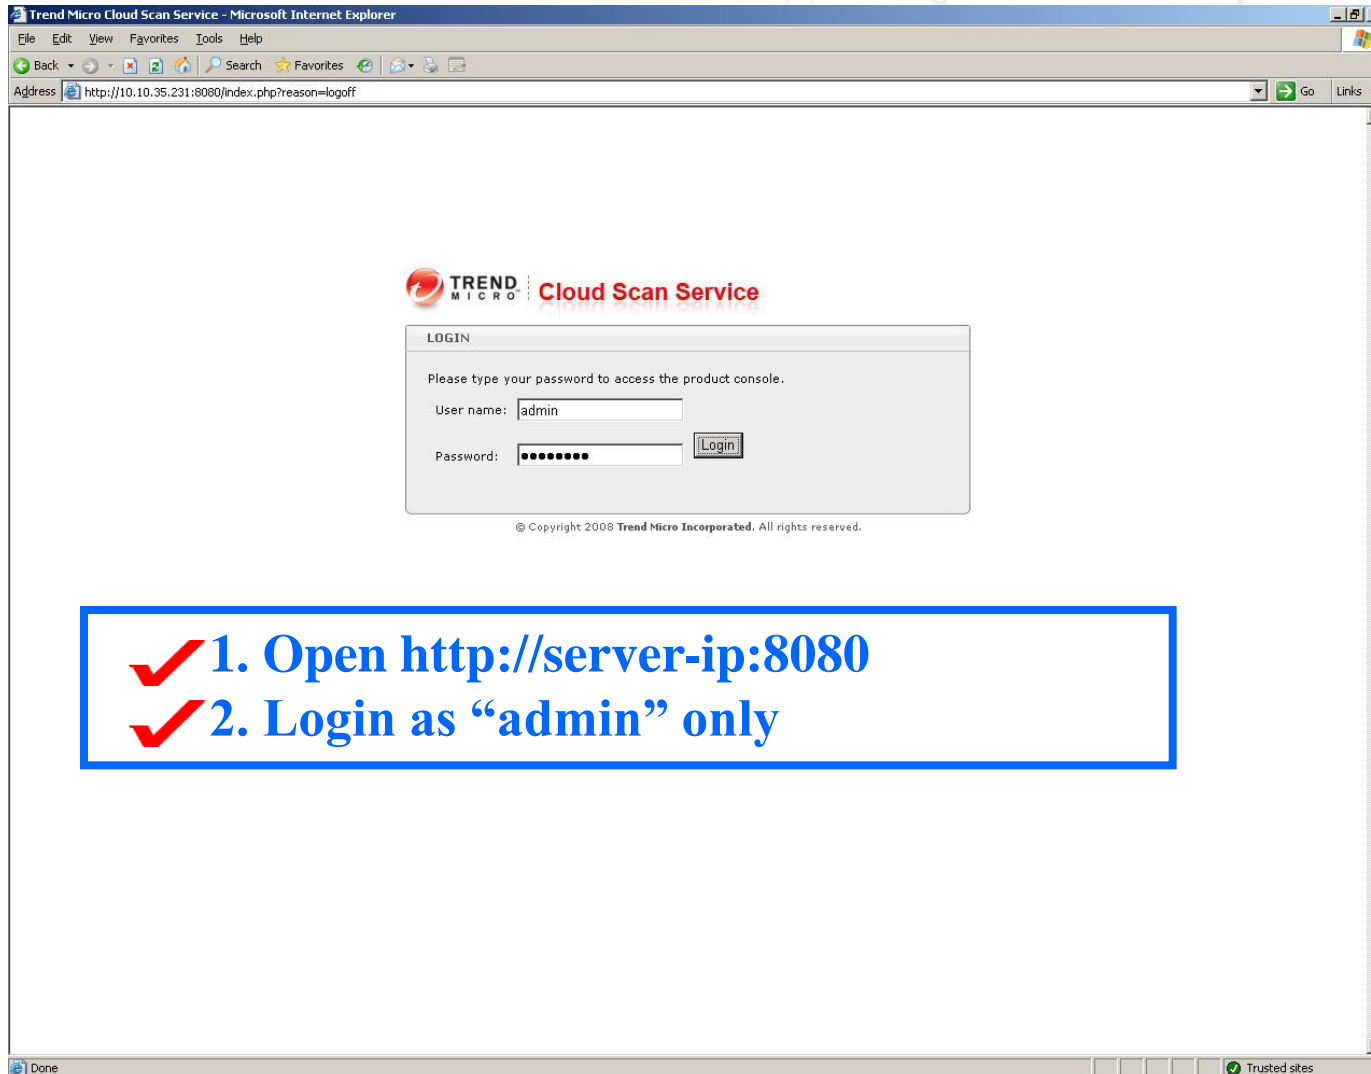 Trend Micro Cloud Scan Service - Microsoft Internet Explorer
File Edit View Favorites Tools Help
Back Search Favorites
Address http://10.10.35.231:8080/index.php?reason=logoff Go Links
TREND MICRO™ Cloud Scan Service
LOGIN
Please type your password to access the product console.
User name: admin
Login
Password: ●●●●●●●●
© Copyright 2008 Trend Micro Incorporated. All rights reserved.
1. Open http://server-ip:8080
2. Login as “admin” only
Done Trusted sites